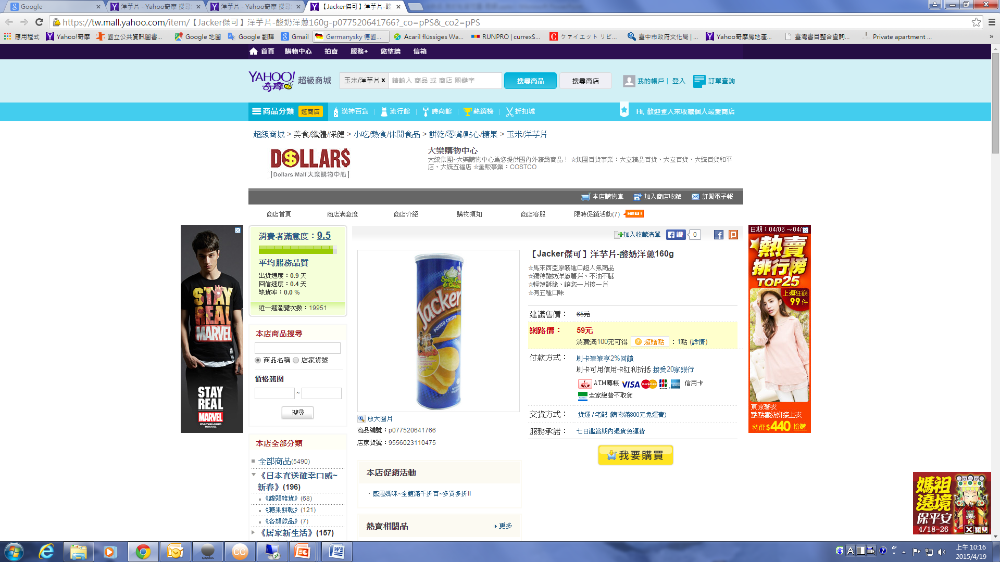 Google
洋芋片 - Yahoo奇摩 搜尋
洋芋片 - Yahoo奇摩 搜尋
【Jacker傑可】洋芋片-酸
https://tw.mall.yahoo.com/item/【Jacker傑可】洋芋片-酸奶洋蔥160g-p077520641766?_co=pPS&_co2=pPS
應用程式
Yahoo!奇摩
國立公共資訊圖書...
Google 地圖
Google 翻譯
Gmail
Germanysky 德國...
Acaril flüssiges Wa...
RUNPRO | currexS...
クァイエット リビ...
臺中市政府文化局 | ...
Yahoo奇摩房地產...
臺灣書目整合查詢...
Private apartment ...
首頁 購物中心 拍賣 服務+ 慾望牆 信箱
YAHOO! 奇摩 超級商城
玉米/洋芋片 x
請輸入 商品 或 商店 關鍵字
搜尋商品
搜尋商店
我的帳戶 | 登入
訂單查詢
商品分類 逛商店 漢神百貨 | 流行館 | 時尚館 | 熱銷榜 | 折扣城
Hi, 歡迎登入來收藏個人最愛商店
超級商城 > 美食/纖體/保健 > 小吃/熟食/休閒食品 > 餅乾/零嘴/點心/糖果 > 玉米/洋芋片
DOLLARS
|Dollars Mall 大樂購物中心|
大樂購物中心
大統集團~大樂購物中心為您提供國內外精緻商品！ ☆集團百貨事業：大立精品百貨、大立百貨、大統百貨和平
店、大統五福店 ☆量販事業：COSTCO
本店購物車 加入商店收藏 訂閱電子報
商店首頁 商店滿意度 商店介紹 購物須知 商店客服 限時促銷活動(7) NEW!
STAY REAL MARVEL
STAY
REAL
MARVEL
marvel.com
© MARVEL
消費者滿意度：9.5
平均服務品質
出貨速度：0.9 天
回信速度：0.4 天
缺貨率：0.0 %
近一週瀏覽次數：19951
本店商品搜尋
商品名稱 店家貨號
價格範圍
~
搜尋
本店全部分類
全部商品(5490)
《日本直送確幸口感~
新春》(196)
《罐頭雜貨》(68)
《糖果餅乾》(121)
《各類飲品》(7)
《居家新生活》(157)
加入收藏清單 讚 0
Sour Cream
& Onion
Jacker
POTATO CRISPS
放大圖片
商品編號：p077520641766
店家貨號：9556023110475
本店促銷活動
‧感恩媽咪~全館滿千折百~多買多折!!
熱賣相關品
更多
【Jacker傑可】洋芋片-酸奶洋蔥160g
☆馬來西亞原裝進口超人氣商品
☆獨特酸奶洋蔥薯片、不油不膩
☆輕薄酥脆、讓您一片接一片
☆有五種口味
建議售價： 65元
網路價： 59元
消費滿100元可得 超贈點：1點 (詳情)
付款方式： 刷卡筆筆享2%回饋
刷卡可用信用卡紅利折抵 接受20家銀行
ATM轉帳 VISA MasterCard JCB 信用卡
全家繳費不取貨
交貨方式： 貨運 / 宅配 (購物滿800元免運費)
服務承諾： 七日鑑賞期內退貨免運費
我要購買
日期：04/06 ～04/
熱賣
排行榜
TOP25
上週狂銷
99 件
東京著衣
點點雪紡拼接上衣
特價$440 搶購
媽祖
遶境
保平安
4/18-26
關閉
spydus
CC
A
上午 10:16
2015/4/19